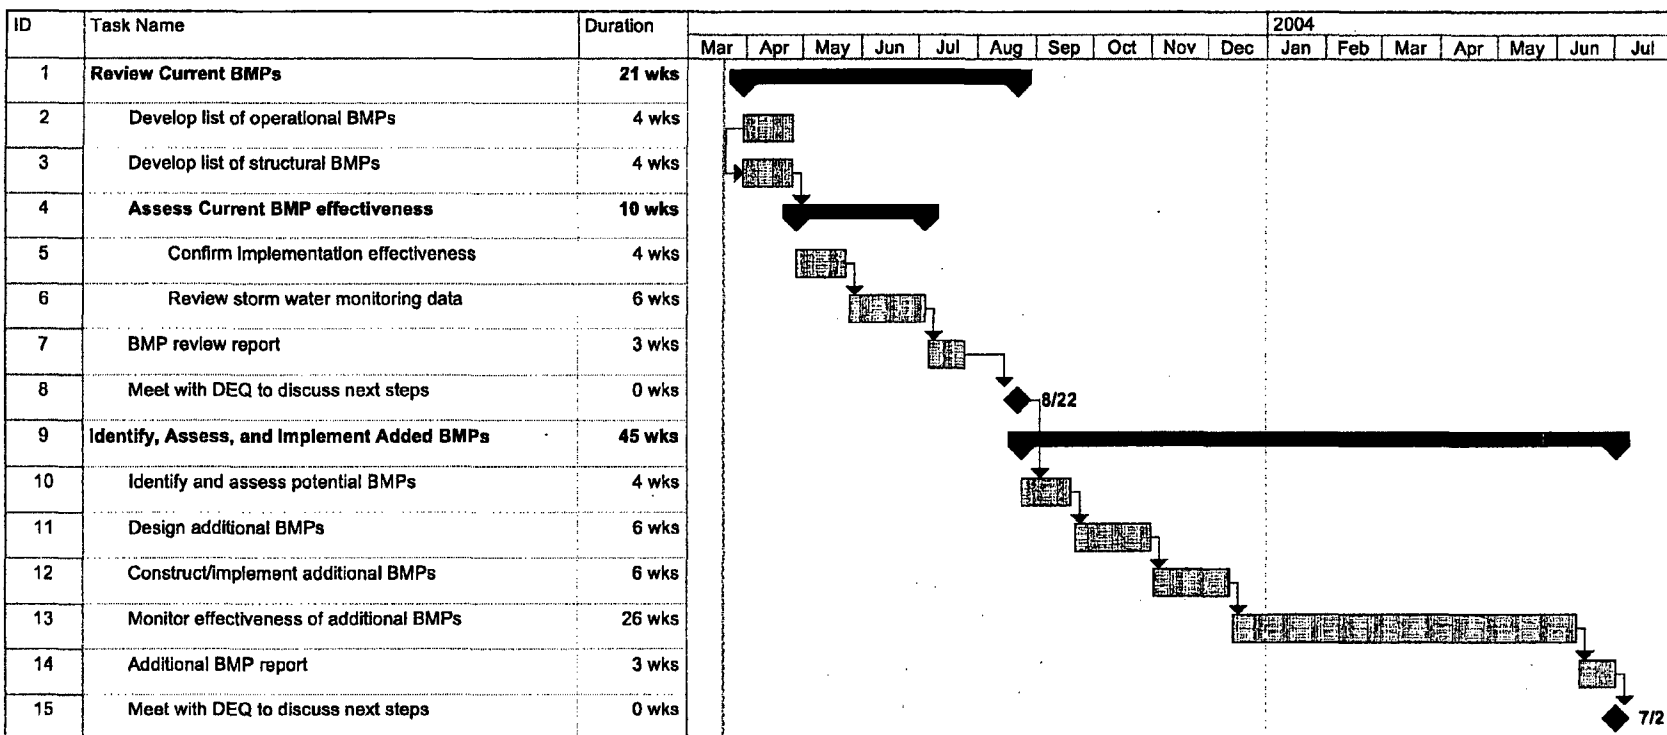 ID Task Name Duration 2004
Mar Apr May Jun Jul Aug Sep Oct Nov Dec Jan Feb Mar Apr May Jun Jul
1 Review Current BMPs 21 wks
2 Develop list of operational BMPs 4 wks
3 Develop list of structural BMPs 4 wks
4 Assess Current BMP effectiveness 10 wks
5 Confirm Implementation effectiveness 4 wks
6 Review storm water monitoring data 6 wks
7 BMP review report 3 wks
8 Meet with DEQ to discuss next steps 0 wks 8/22
9 Identify, Assess, and Implement Added BMPs 45 wks
10 Identify and assess potential BMPs 4 wks
11 Design additional BMPs 6 wks
12 Construct/implement additional BMPs 6 wks
13 Monitor effectiveness of additional BMPs 26 wks
14 Additional BMP report 3 wks
15 Meet with DEQ to discuss next steps 0 wks 7/2